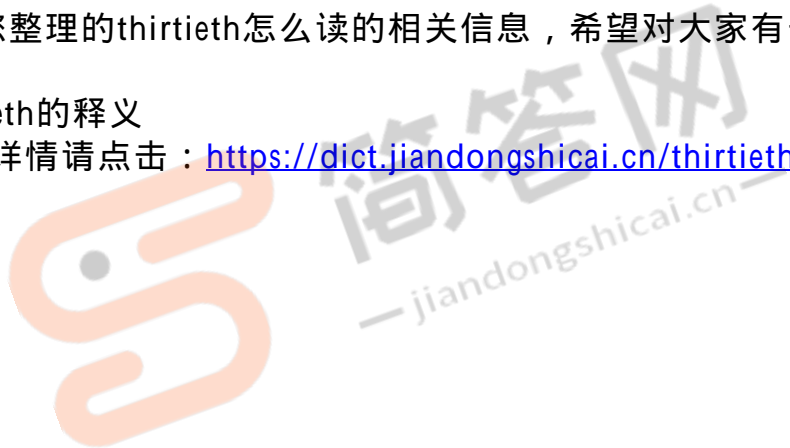 整理的thirtieth怎么读的相关信息，希望对大家有
eth的释义
详情请点击：https://dict.jiandongshicai.cn/thirtieth
简答网
jiandongshicai.cn